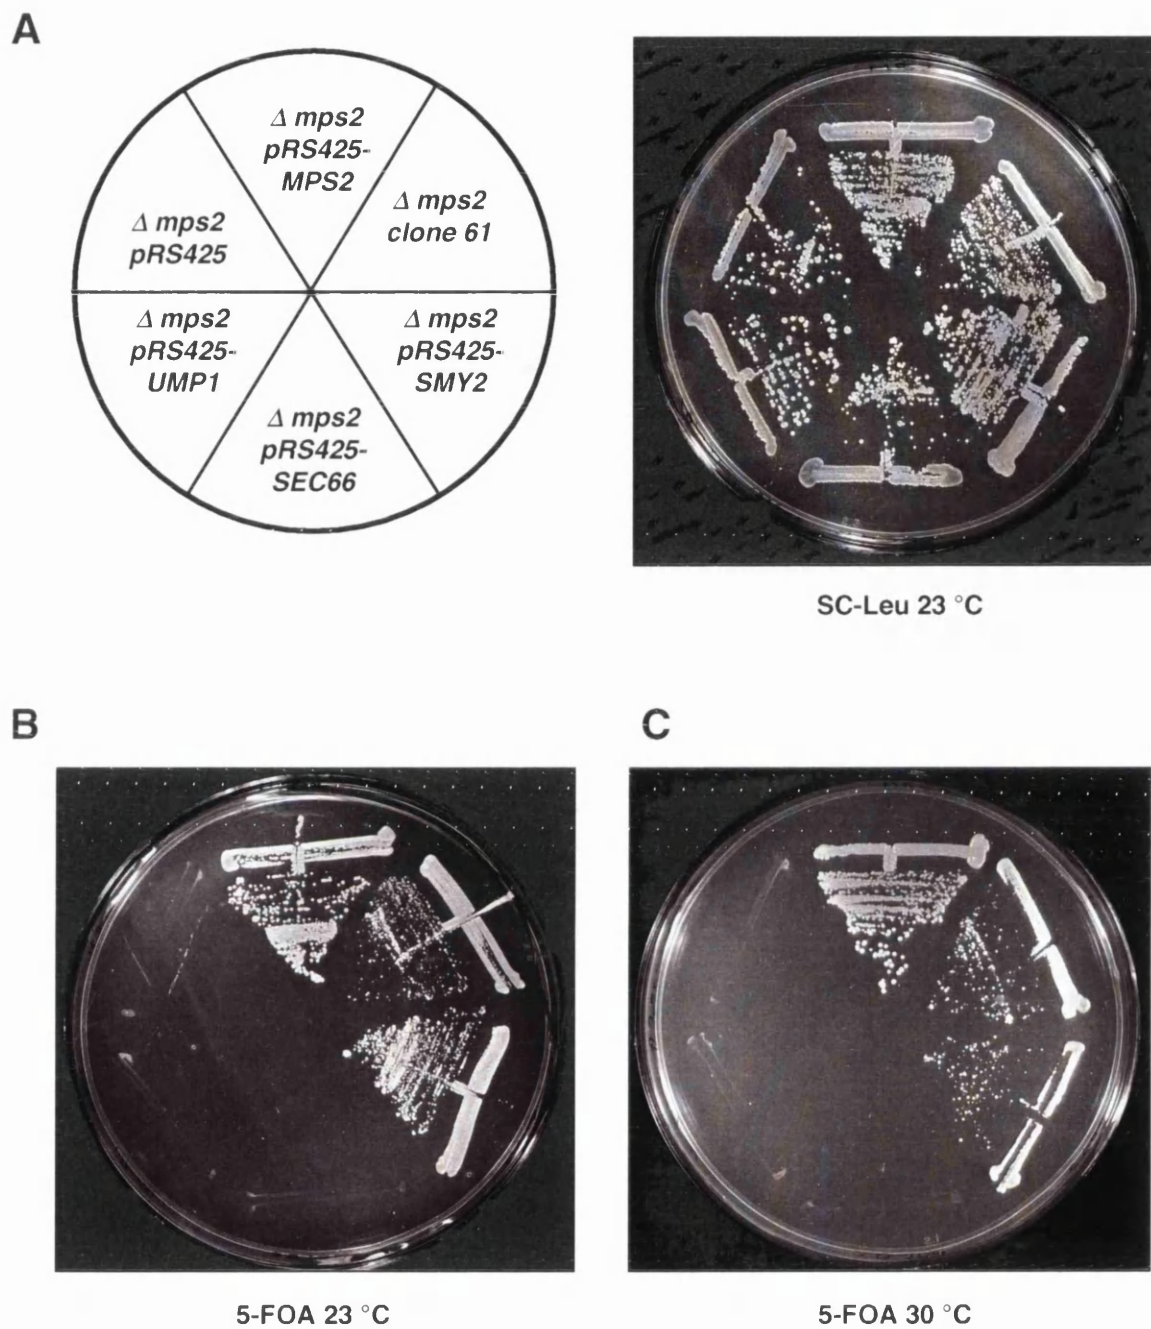 A
Δ mps2
pRS425-
MPS2
Δ mps2
clone 61
Δ mps2
pRS425
Δ mps2
pRS425-
UMP1
Δ mps2
pRS425-
SMY2
Δ mps2
pRS425-
SEC66
SC-Leu 23 °C
B
C
5-FOA 23 °C
5-FOA 30 °C